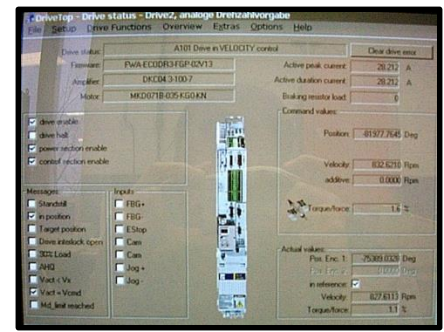 DriveTop - Drive status - Drive2, analoge Drehzahlvorgabe
File Setup Drive Functions Overview Extras Options Help
Drive status: A101 Drive in VELOCITY control Clear drive error
Firmware: FWA-ECODR3-FGP-02V13
Amplifier: DKC04.3-100-7
Motor: MKD071B-035-KG0-KN
Active peak current: 28.212 A
Active duration current: 28.212 A
Braking resistor load: 0
drive enable
drive halt
power section enable
control section enable
Command values:
Position: -81977.7645 Deg
Velocity: 832.6210 Rpm
additive: 0.0000 Rpm
Torque/force: 1.6 %
Messages:
Standstill
in position
Target position
Drive interlock open
90% Load
AHQ
Vact < Vx
Vact = Vcmd
Md_limit reached
Inputs
FBG+
FBG-
EStop
Cam
Cam
Jog +
Jog -
Actual values:
Pos. Enc. 1: -75389.0320 Deg
Pos. Enc. 2: 0.0000 Deg
in reference:
Velocity: 827.6113 Rpm
Torque/force: 1.1 %